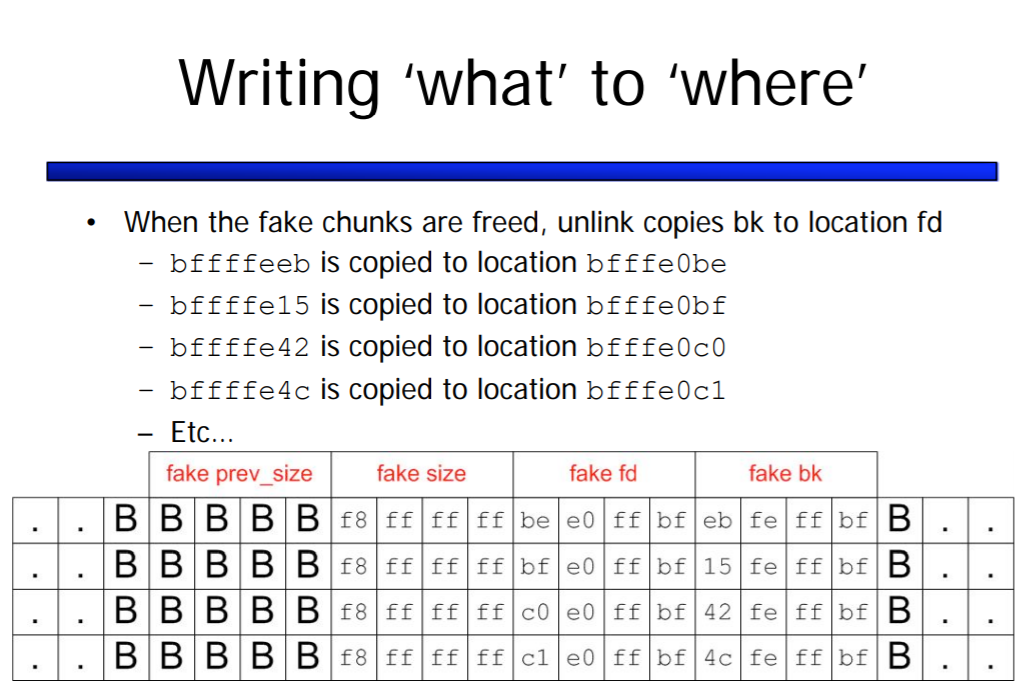 Writing ‘what’ to ‘where’
• When the fake chunks are freed, unlink copies bk to location fd
– bffffeeb is copied to location bfffe0be
– bffffe15 is copied to location bfffe0bf
– bffffe42 is copied to location bfffe0c0
– bffffe4c is copied to location bfffe0c1
– Etc...
fake prev_size fake size fake fd fake bk
. . B B B B B f8 ff ff ff be e0 ff bf eb fe ff bf B . .
. . B B B B B f8 ff ff ff bf e0 ff bf 15 fe ff bf B . .
. . B B B B B f8 ff ff ff c0 e0 ff bf 42 fe ff bf B . .
. . B B B B B f8 ff ff ff c1 e0 ff bf 4c fe ff bf B . .